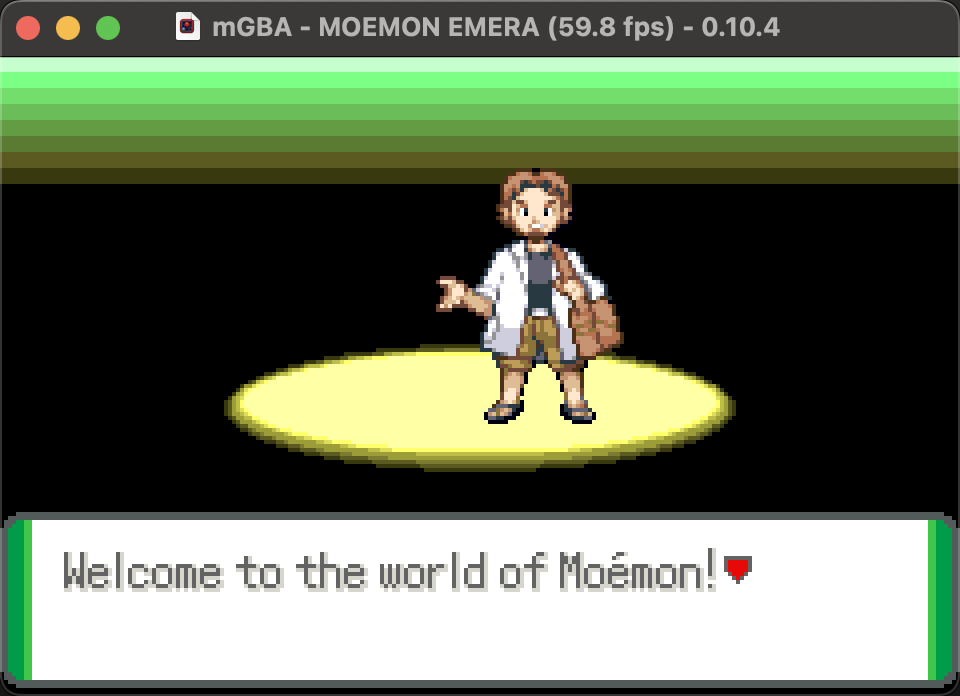 mGBA - MOEMON EMERA (59.8 fps) - 0.10.4
Welcome to the world of Moémon!♥